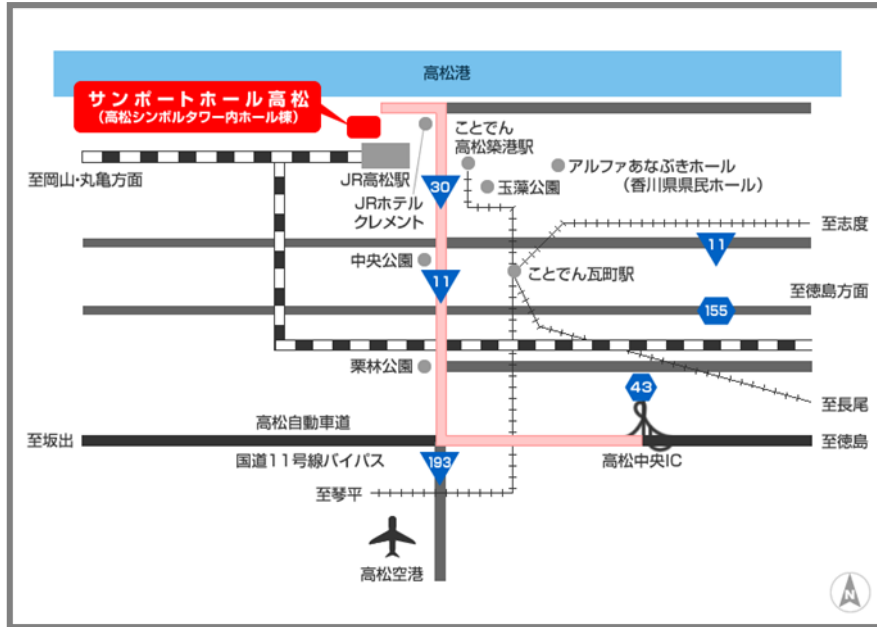 高松港
サンポートホール高松
(高松シンボルタワー内ホール棟)
ことでん
高松築港駅
アルファあなぶきホール
(香川県県民ホール)
至岡山・丸亀方面
JR高松駅
玉藻公園
30
JRホテル
クレメント
至志度
11
中央公園
11
ことでん瓦町駅
至徳島方面
155
栗林公園
43
至長尾
高松自動車道
至坂出
至徳島
国道11号線バイパス
193
高松中央IC
至琴平
高松空港
N